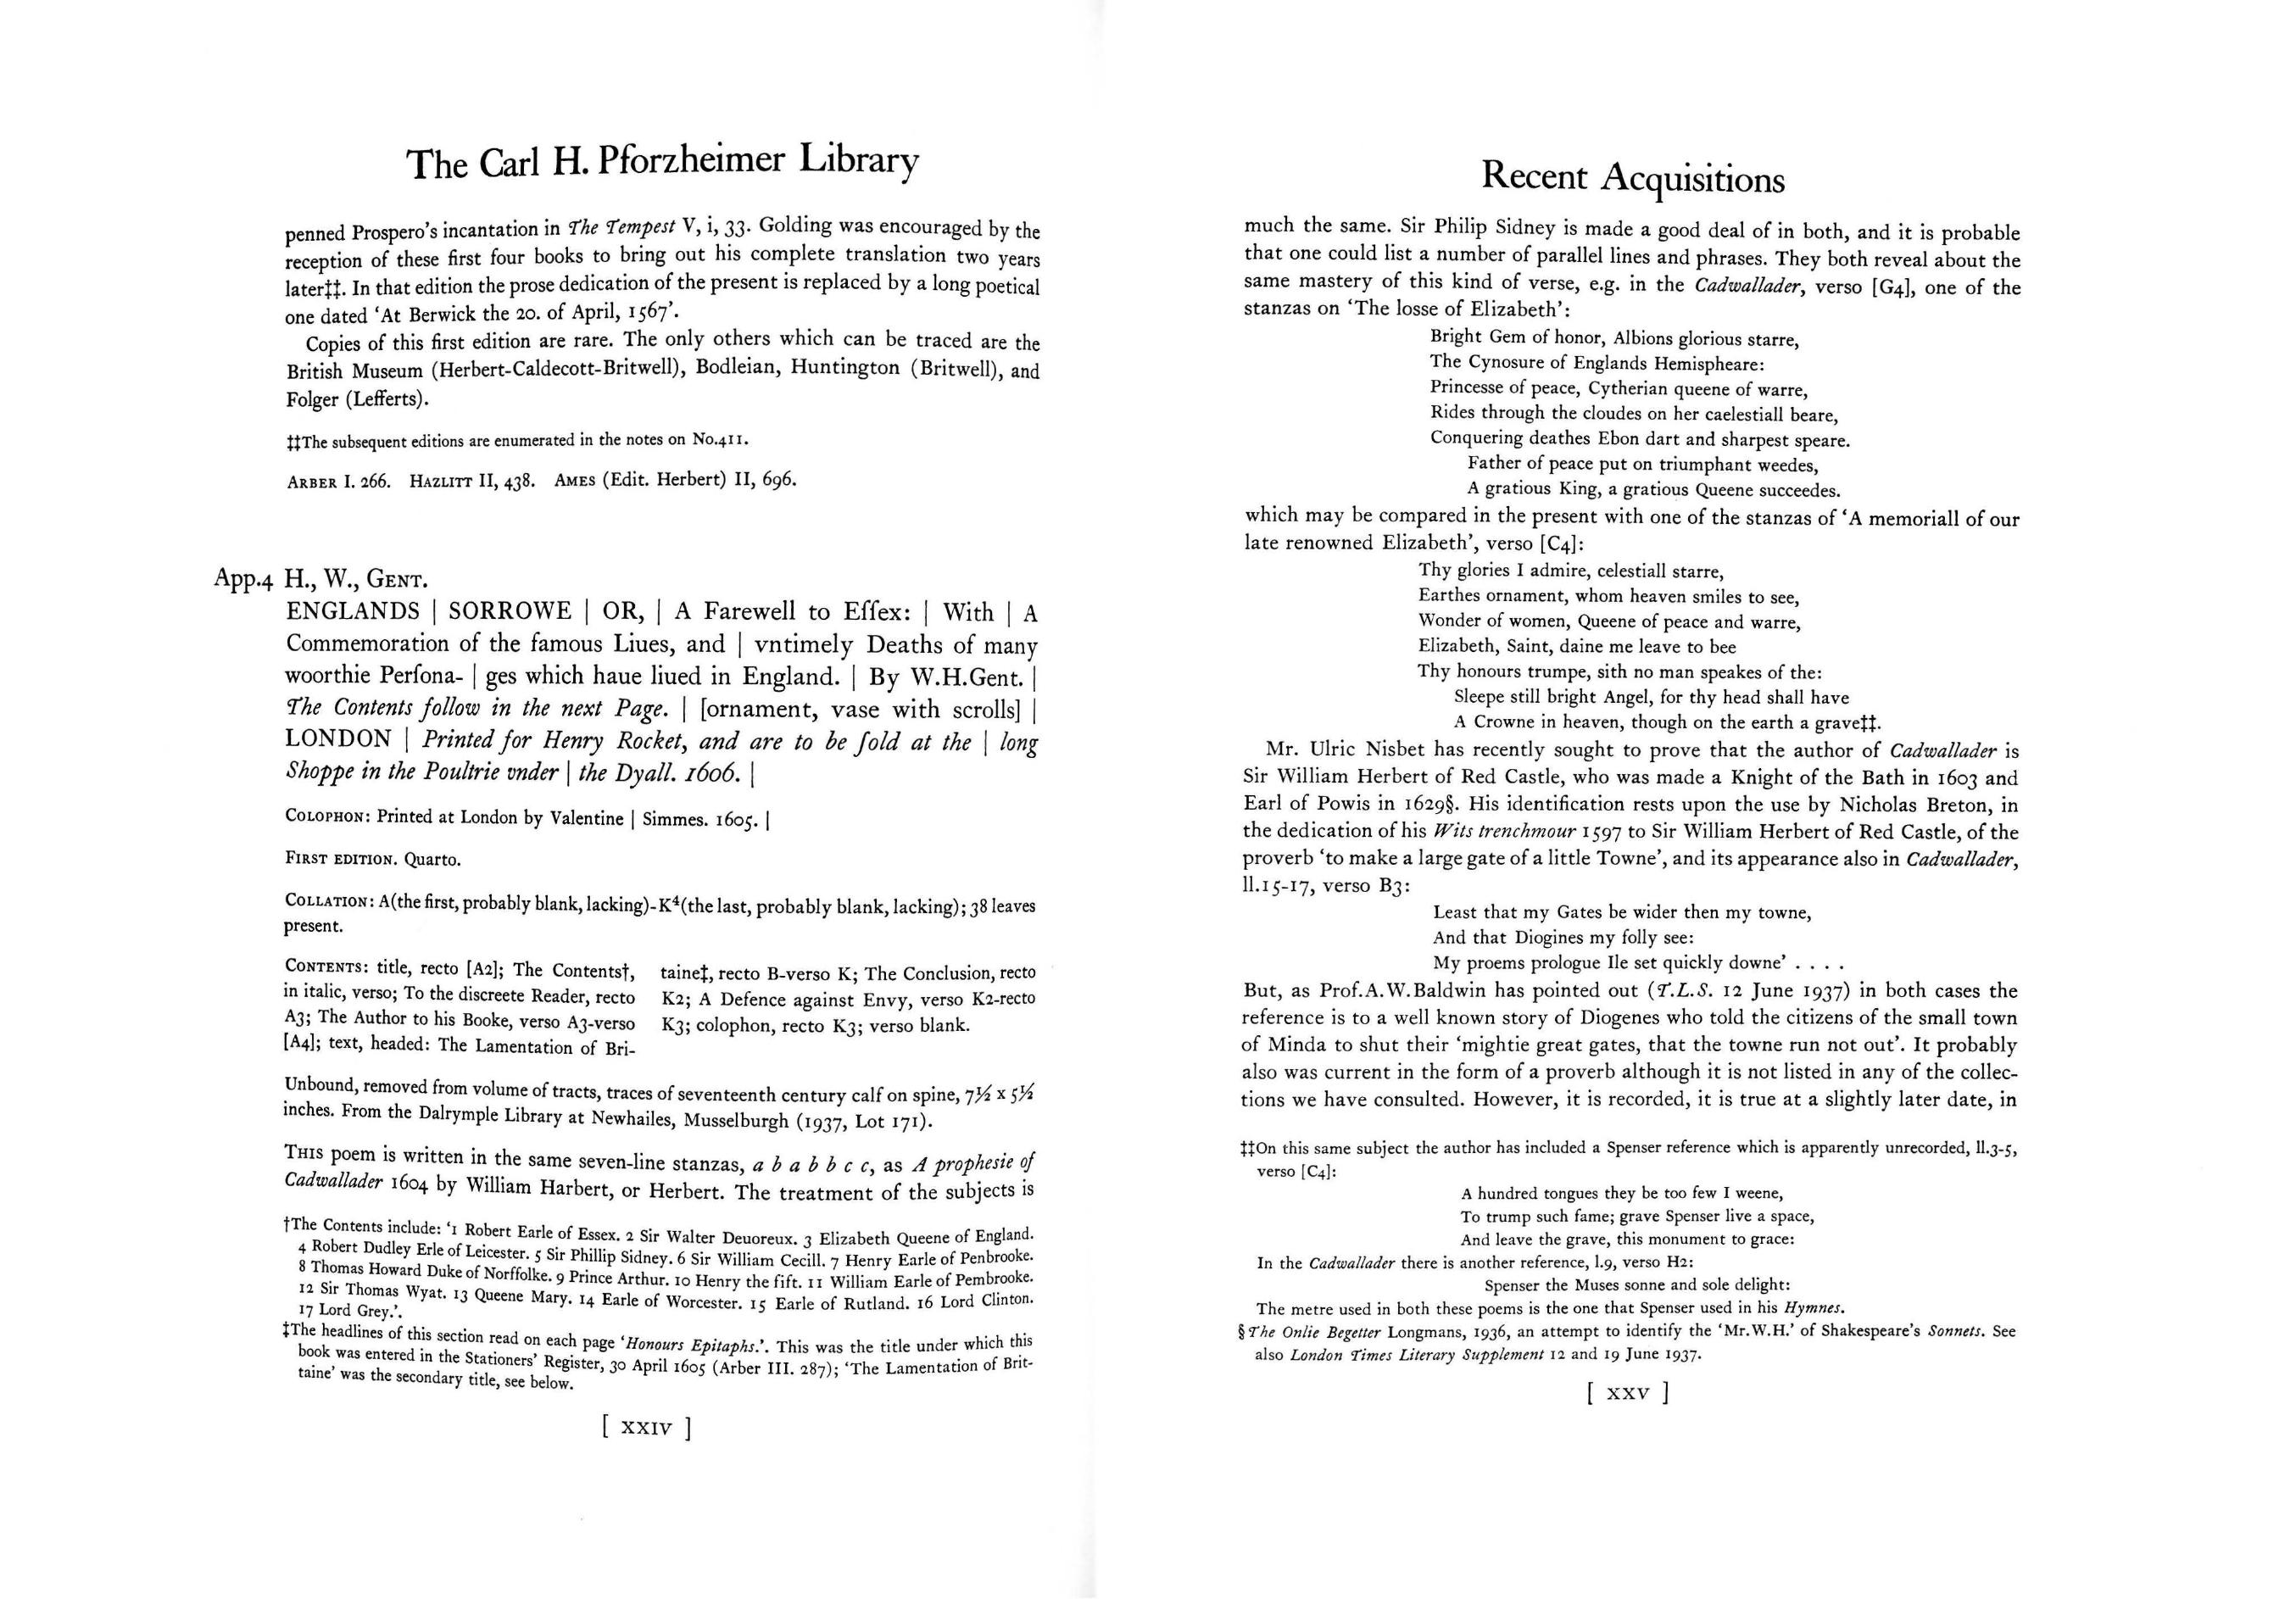 The Carl H. Pforzheimer Library
penned Prospero's incantation in The Tempest V, i, 33. Golding was encouraged by the
reception of these first four books to bring out his complete translation two years
later‡‡. In that edition the prose dedication of the present is replaced by a long poetical
one dated ‘At Berwick the 20. of April, 1567’.
Copies of this first edition are rare. The only others which can be traced are the
British Museum (Herbert-Caldecott-Britwell), Bodleian, Huntington (Britwell), and
Folger (Lefferts).
‡‡The subsequent editions are enumerated in the notes on No.411.
ARBER I. 266. HAZLITT II, 438. AMES (Edit. Herbert) II, 696.
App.4 H., W., GENT.
ENGLANDS | SORROWE | OR, | A Farewell to Eſſex: | With | A
Commemoration of the famous Liues, and | vntimely Deaths of many
woorthie Perſona- | ges which haue liued in England. | By W.H.Gent. |
The Contents follow in the next Page. | [ornament, vase with scrolls] |
LONDON | Printed for Henry Rocket, and are to be ſold at the | long
Shoppe in the Poultrie vnder | the Dyall. 1606. |
COLOPHON: Printed at London by Valentine | Simmes. 1605. |
FIRST EDITION. Quarto.
COLLATION: A(the first, probably blank, lacking)-K⁴(the last, probably blank, lacking); 38 leaves
present.
CONTENTS: title, recto [A2]; The Contents†,
in italic, verso; To the discreete Reader, recto
A3; The Author to his Booke, verso A3-verso
[A4]; text, headed: The Lamentation of Bri-
taine‡, recto B-verso K; The Conclusion, recto
K2; A Defence against Envy, verso K2-recto
K3; colophon, recto K3; verso blank.
Unbound, removed from volume of tracts, traces of seventeenth century calf on spine, 7½ x 5½
inches. From the Dalrymple Library at Newhailes, Musselburgh (1937, Lot 171).
THIS poem is written in the same seven-line stanzas, a b a b b c c, as A prophesie of
Cadwallader 1604 by William Harbert, or Herbert. The treatment of the subjects is
†The Contents include: ‘1 Robert Earle of Essex. 2 Sir Walter Deuoreux. 3 Elizabeth Queene of England.
4 Robert Dudley Erle of Leicester. 5 Sir Phillip Sidney. 6 Sir William Cecill. 7 Henry Earle of Penbrooke.
8 Thomas Howard Duke of Norffolke. 9 Prince Arthur. 10 Henry the fift. 11 William Earle of Pembrooke.
12 Sir Thomas Wyat. 13 Queene Mary. 14 Earle of Worcester. 15 Earle of Rutland. 16 Lord Clinton.
17 Lord Grey.’.
‡The headlines of this section read on each page ‘Honours Epitaphs.’. This was the title under which this
book was entered in the Stationers' Register, 30 April 1605 (Arber III. 287); ‘The Lamentation of Brit-
taine’ was the secondary title, see below.
[ XXIV ]
Recent Acquisitions
much the same. Sir Philip Sidney is made a good deal of in both, and it is probable
that one could list a number of parallel lines and phrases. They both reveal about the
same mastery of this kind of verse, e.g. in the Cadwallader, verso [G4], one of the
stanzas on ‘The losse of Elizabeth’:
Bright Gem of honor, Albions glorious starre,
The Cynosure of Englands Hemispheare:
Princesse of peace, Cytherian queene of warre,
Rides through the cloudes on her caelestiall beare,
Conquering deathes Ebon dart and sharpest speare.
Father of peace put on triumphant weedes,
A gratious King, a gratious Queene succeedes.
which may be compared in the present with one of the stanzas of ‘A memoriall of our
late renowned Elizabeth’, verso [C4]:
Thy glories I admire, celestiall starre,
Earthes ornament, whom heaven smiles to see,
Wonder of women, Queene of peace and warre,
Elizabeth, Saint, daine me leave to bee
Thy honours trumpe, sith no man speakes of the:
Sleepe still bright Angel, for thy head shall have
A Crowne in heaven, though on the earth a grave‡‡.
Mr. Ulric Nisbet has recently sought to prove that the author of Cadwallader is
Sir William Herbert of Red Castle, who was made a Knight of the Bath in 1603 and
Earl of Powis in 1629§. His identification rests upon the use by Nicholas Breton, in
the dedication of his Wits trenchmour 1597 to Sir William Herbert of Red Castle, of the
proverb ‘to make a large gate of a little Towne’, and its appearance also in Cadwallader,
ll.15-17, verso B3:
Least that my Gates be wider then my towne,
And that Diogines my folly see:
My proems prologue Ile set quickly downe’ . . . .
But, as Prof.A.W.Baldwin has pointed out (T.L.S. 12 June 1937) in both cases the
reference is to a well known story of Diogenes who told the citizens of the small town
of Minda to shut their ‘mightie great gates, that the towne run not out’. It probably
also was current in the form of a proverb although it is not listed in any of the collec-
tions we have consulted. However, it is recorded, it is true at a slightly later date, in
‡‡On this same subject the author has included a Spenser reference which is apparently unrecorded, ll.3-5,
verso [C4]:
A hundred tongues they be too few I weene,
To trump such fame; grave Spenser live a space,
And leave the grave, this monument to grace:
In the Cadwallader there is another reference, l.9, verso H2:
Spenser the Muses sonne and sole delight:
The metre used in both these poems is the one that Spenser used in his Hymnes.
§ The Onlie Begetter Longmans, 1936, an attempt to identify the ‘Mr.W.H.’ of Shakespeare's Sonnets. See
also London Times Literary Supplement 12 and 19 June 1937.
[ XXV ]